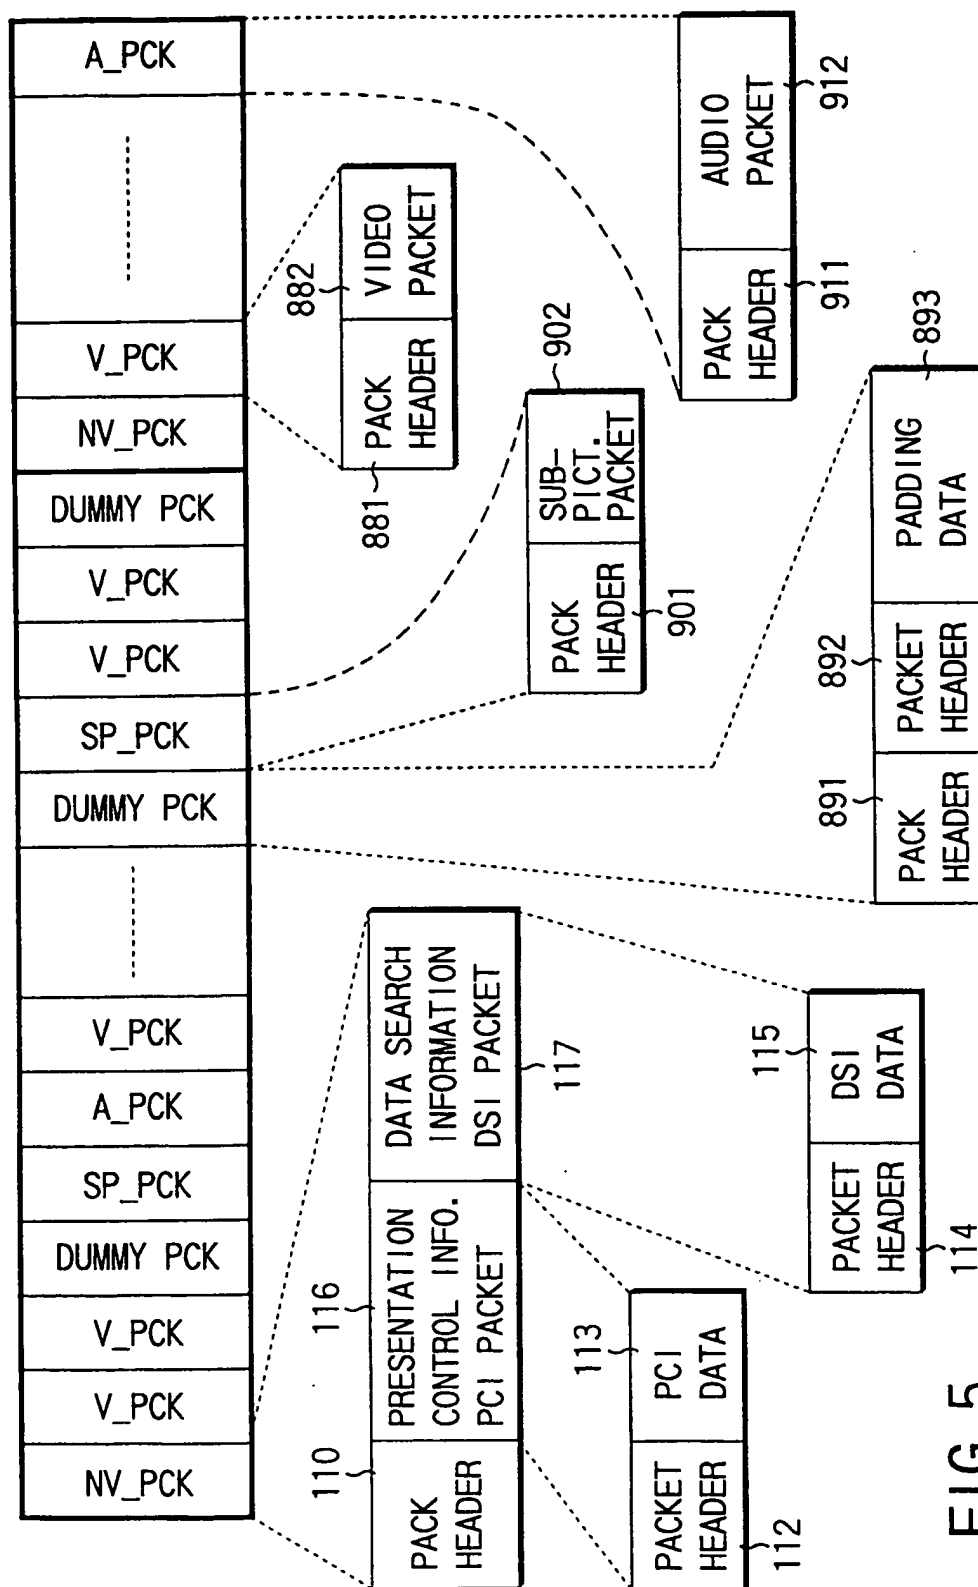 NV_PCK
V_PCK
V_PCK
DUMMY PCK
SP_PCK
A_PCK
V_PCK
DUMMY PCK
SP_PCK
V_PCK
V_PCK
DUMMY PCK
NV_PCK
V_PCK
A_PCK
110
116
PACK
HEADER
PRESENTATION
CONTROL INFO.
PCI PACKET
DATA SEARCH
INFORMATION
DSI PACKET
117
881
882
PACK
HEADER
VIDEO
PACKET
PACK
HEADER
SUB-
PICT.
PACKET
901
902
113
PACKET
HEADER
PCI
DATA
112
PACK
HEADER
AUDIO
PACKET
911
912
115
PACKET
HEADER
DSI
DATA
114
891
892
PACK
HEADER
PACKET
HEADER
PADDING
DATA
893
FIG. 5